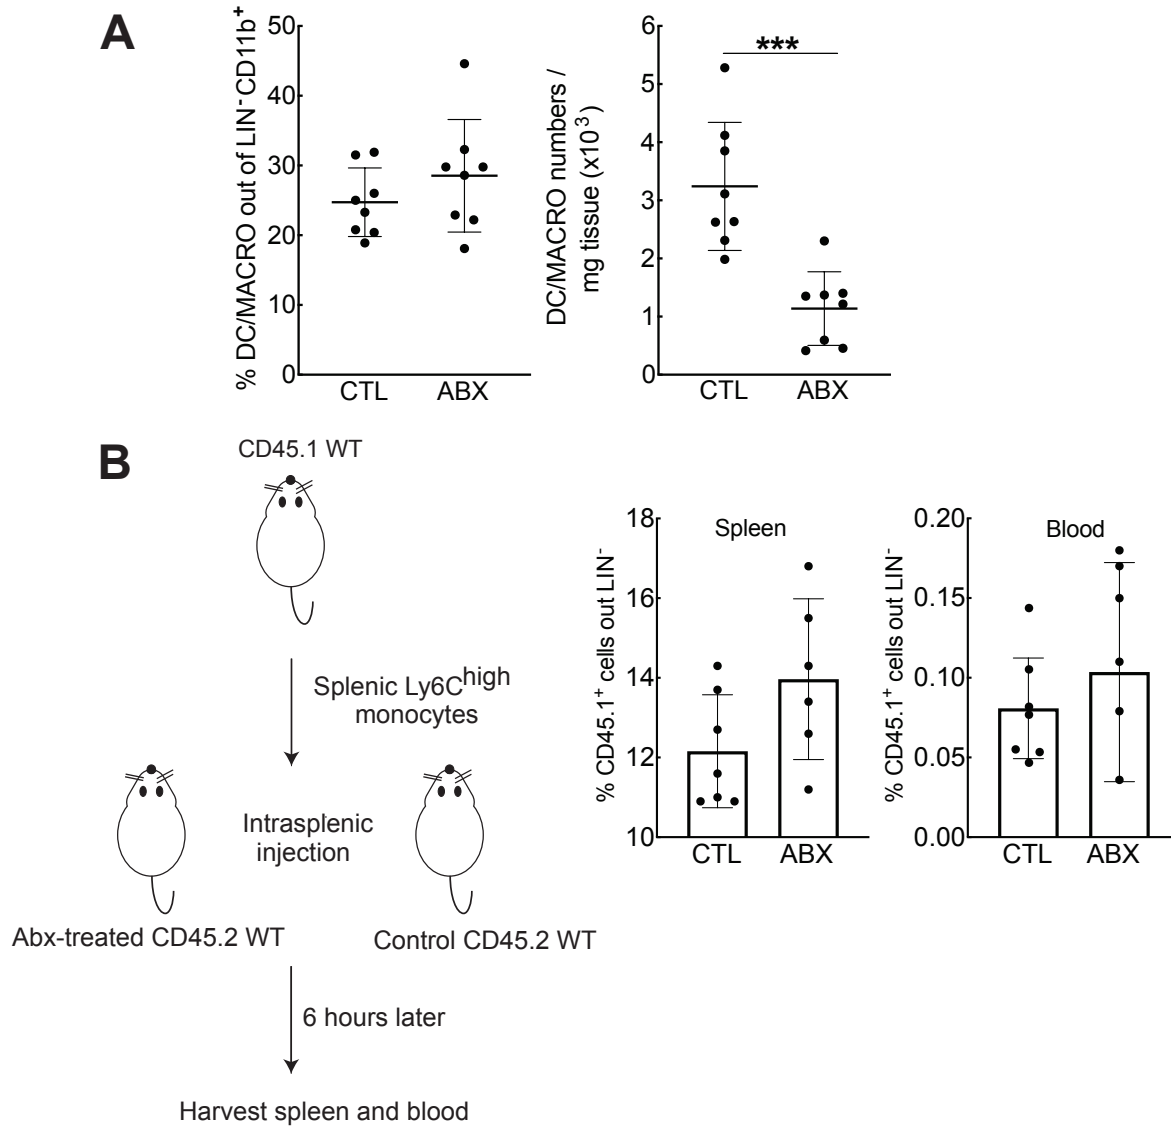 A
% DC/MACRO out of LIN⁻CD11b⁺
50
40
30
20
10
0
CTL
ABX
DC/MACRO numbers /
mg tissue (x10³)
6
5
4
3
2
1
0
***
CTL
ABX
B
CD45.1 WT
Splenic Ly6Chigh
monocytes
Intrasplenic
injection
Abx-treated CD45.2 WT
Control CD45.2 WT
6 hours later
Harvest spleen and blood
% CD45.1⁺ cells out LIN⁻
18
16
14
12
10
Spleen
CTL
ABX
% CD45.1⁺ cells out LIN⁻
0.20
0.15
0.10
0.05
0.00
Blood
CTL
ABX